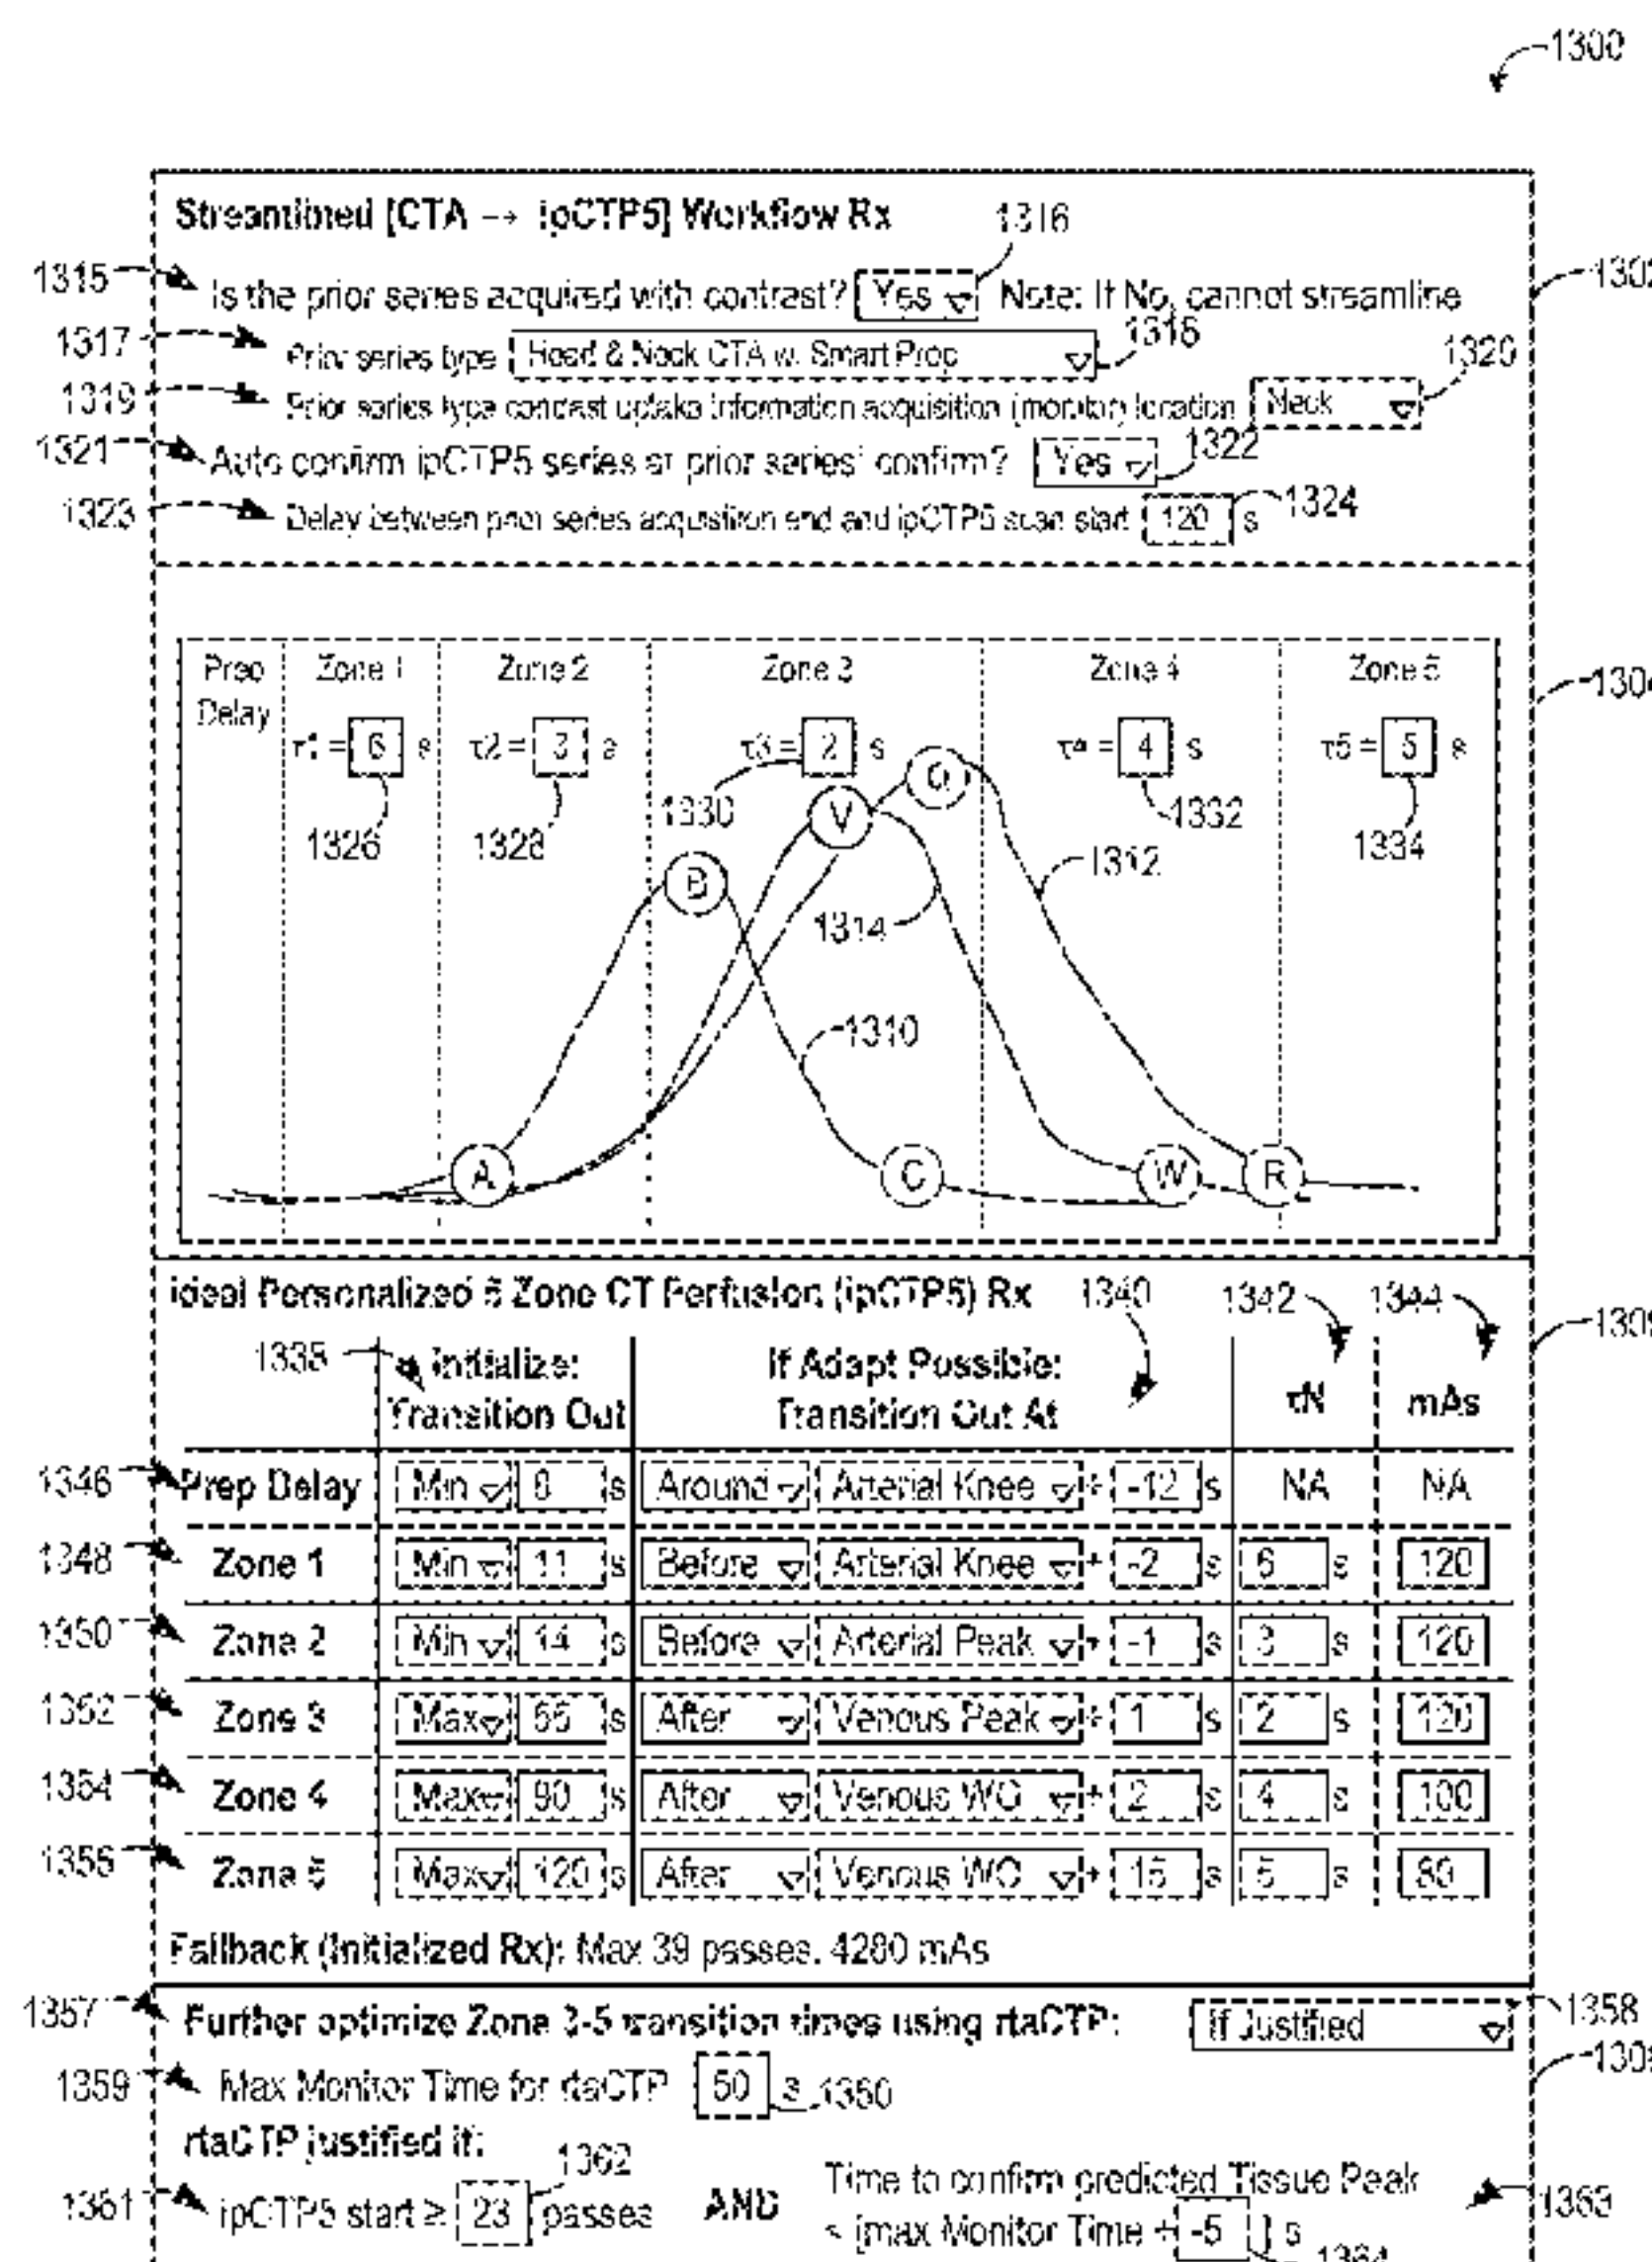 1300
Streamlined [CTA → ipCTP5] Workflow Rx 1316
1315 Is the prior series acquired with contrast? Yes Note: If No, cannot streamline
1317 Prior series type Head & Neck CTA w. Smart Prep 1318 1320
1319 Prior series type contrast uptake information acquisition (monitor) location Neck
1321 Auto confirm ipCTP5 series at prior series' confirm? Yes 1322
1323 Delay between prior series acquisition end and ipCTP5 scan start 120 s 1324
Prep Delay Zone 1 Zone 2 Zone 3 Zone 4 Zone 5
τ1 = 6 s τ2 = 3 s τ3 = 2 s τ4 = 4 s τ5 = 5 s
1326 1328 1330 1332 1334
B V Q 1312
1314
1310
A C W R
ideal Personalized 5 Zone CT Perfusion (ipCTP5) Rx 1340 1342 1344
1338 Initialize: If Adapt Possible:
Transition Out Transition Out At τN mAs
1346 Prep Delay Min s Around Arterial Knee + -12 s NA NA
1348 Zone 1 Min 11 s Before Arterial Knee + -2 s 6 s 120
1350 Zone 2 Min 14 s Before Arterial Peak + -1 s 3 s 120
1352 Zone 3 Max s After Venous Peak + 1 s 2 s 120
1354 Zone 4 Max 90 s After Venous WO + 2 s 4 s 100
Zone 5 Max 120 s After Venous WO + 15 s 5 s 80
Fallback (Initialized Rx): Max 39 passes. 4280 mAs
1357 Further optimize Zone 2-5 transition times using rtaCTP: If Justified 1358
1359 Max Monitor Time for rtaCTP s 1360
rtaCTP justified if: 1362
1361 ipCTP5 start ≥ 23 passes AND Time to confirm predicted Tissue Peak 1363
< [max Monitor Time + -5 ] s
1364